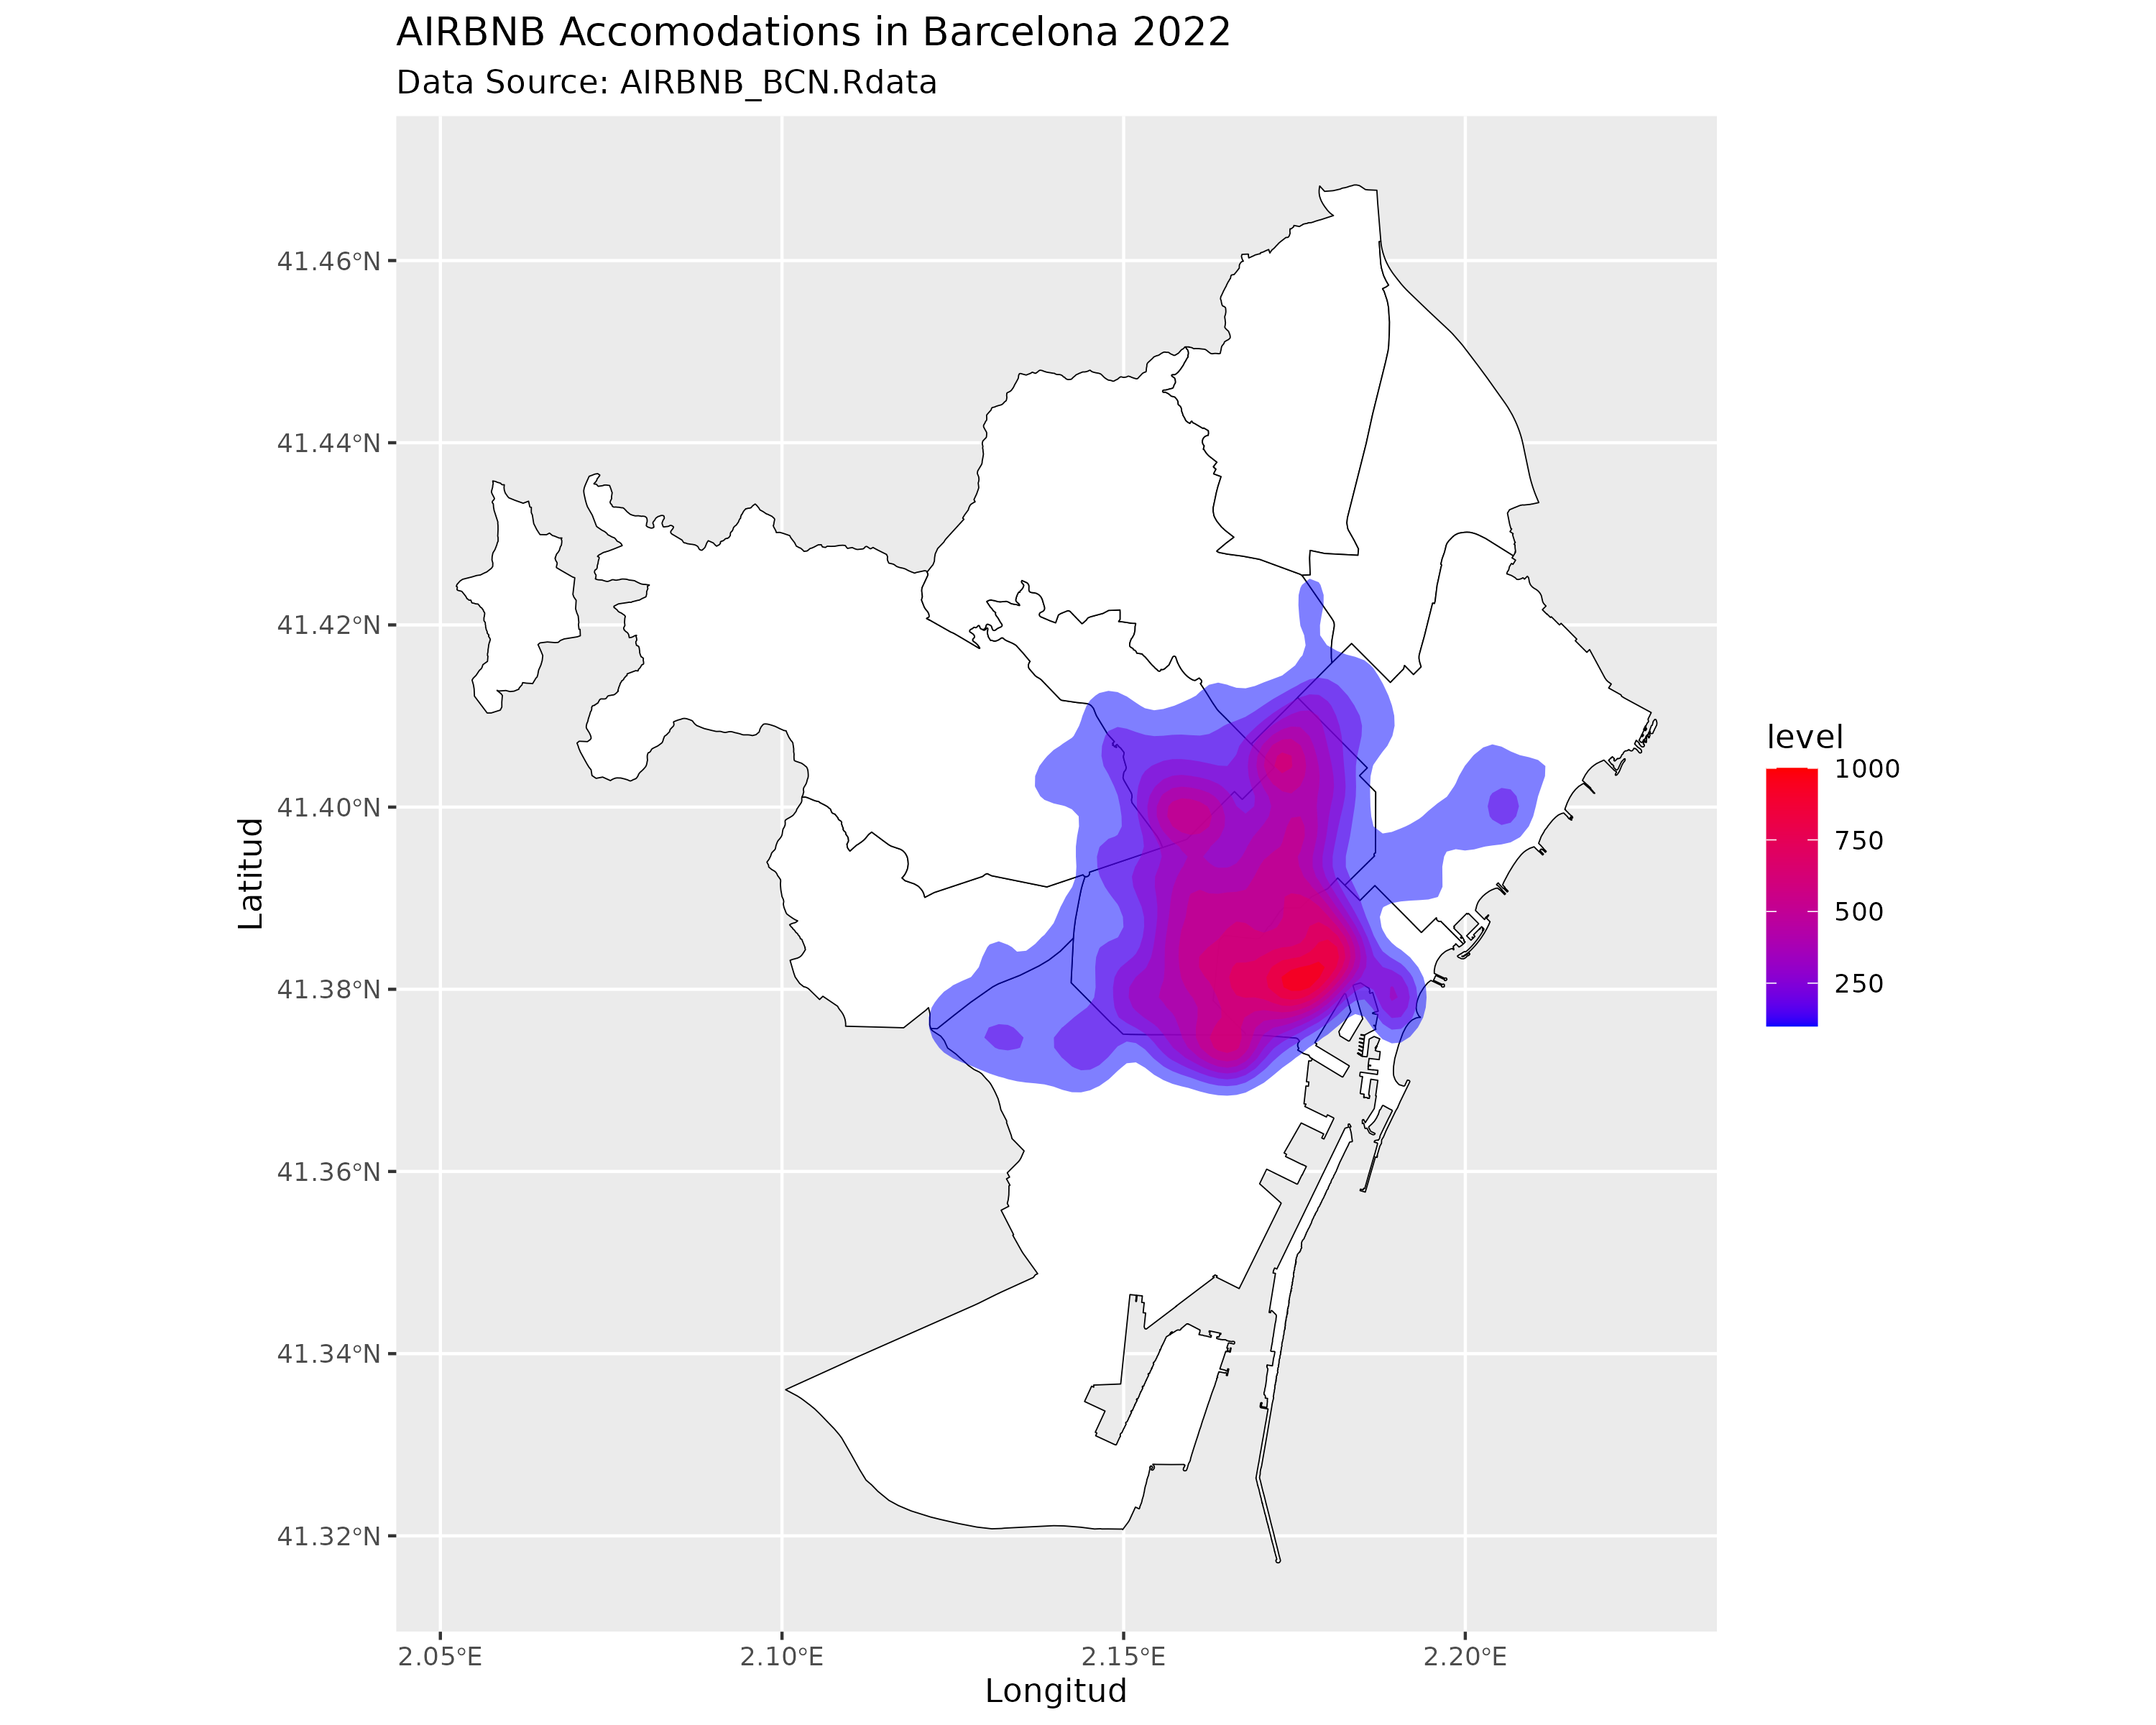 AIRBNB Accomodations in Barcelona 2022
Data Source: AIRBNB_BCN.Rdata
41.46°N
41.44°N
41.42°N
41.40°N
41.38°N
41.36°N
41.34°N
41.32°N
Latitud
2.05°E
2.10°E
2.15°E
2.20°E
Longitud
level
1000
750
500
250